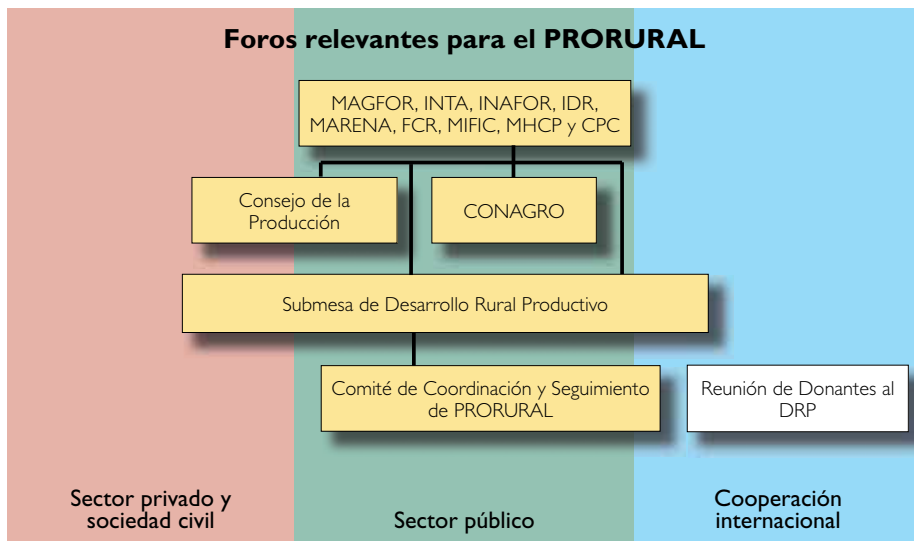 Foros relevantes para el PRORURAL
MAGFOR, INTA, INAFOR, IDR,
MARENA, FCR, MIFIC, MHCP y CPC
Consejo de la
Producción
CONAGRO
Submesa de Desarrollo Rural Productivo
Comité de Coordinación y Seguimiento
de PRORURAL
Reunión de Donantes al
DRP
Sector privado y
sociedad civil
Sector público
Cooperación
internacional